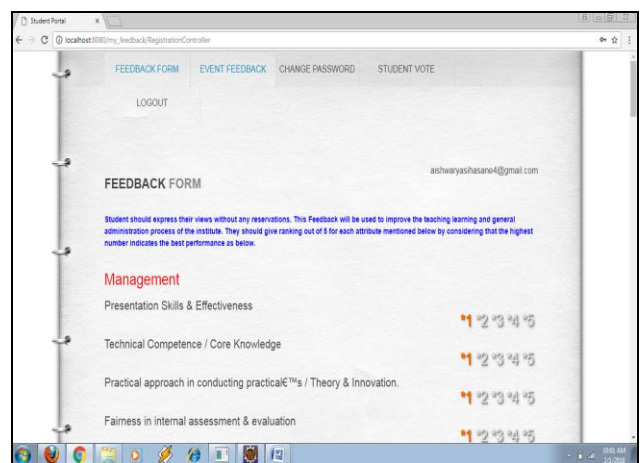 Student Portal
localhost:8080/my_feedback/RegistrationController
FEEDBACK FORM EVENT FEEDBACK CHANGE PASSWORD STUDENT VOTE
LOGOUT
aishwaryasihasane4@gmail.com
FEEDBACK FORM
Student should express their views without any reservations. This Feedback will be used to improve the teaching learning and general
administration process of the institute. They should give ranking out of 5 for each attribute mentioned below by considering that the highest
number indicates the best performance as below.
Management
Presentation Skills & Effectiveness
*1 *2 *3 *4 *5
Technical Competence / Core Knowledge
*1 *2 *3 *4 *5
Practical approach in conducting practicalâ€™s / Theory & Innovation.
*1 *2 *3 *4 *5
Fairness in internal assessment & evaluation
*1 *2 *3 *4 *5
10:01 AM